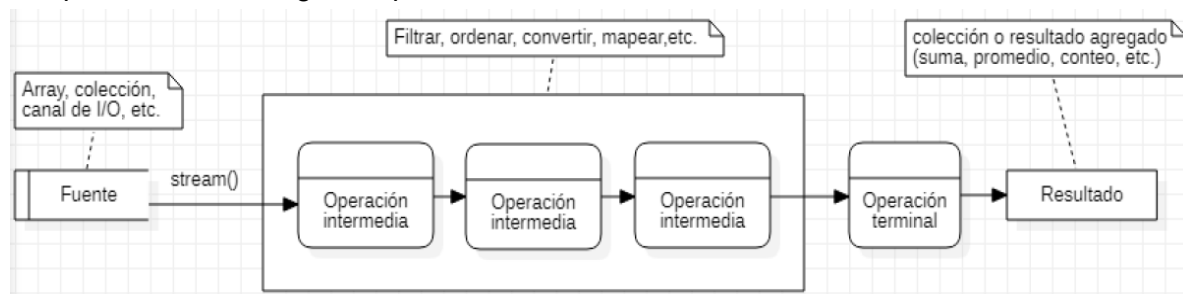 Filtrar, ordenar, convertir, mapear,etc.
colección o resultado agregado
(suma, promedio, conteo, etc.)
Array, colección,
canal de I/O, etc.
Fuente
stream()
Operación
intermedia
Operación
intermedia
Operación
intermedia
Operación
terminal
Resultado